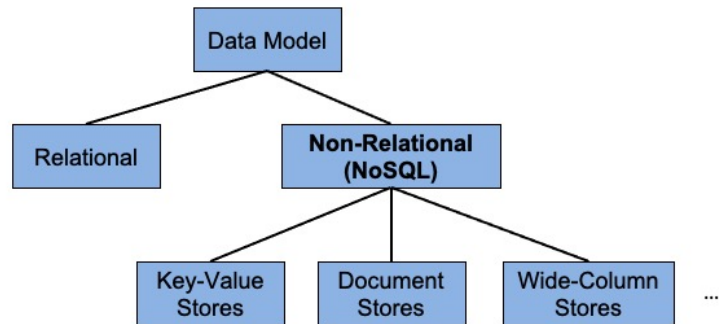 Data Model
Relational
Non-Relational
(NoSQL)
Key-Value
Stores
Document
Stores
Wide-Column
Stores
...